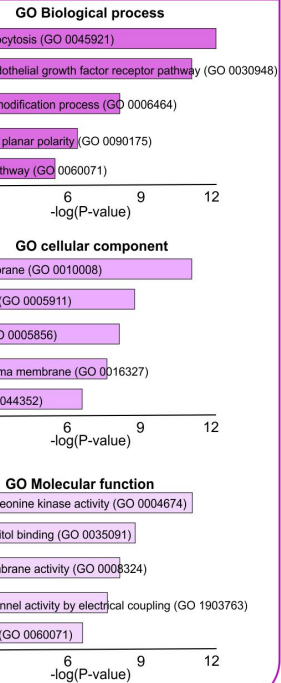 GO Biological process
ocytosis (GO 0045921)
dothelial growth factor receptor pathway (GO 0030948)
modification process (GO 0006464)
planar polarity (GO 0090175)
thway (GO 0060071)
6 9 12
-log(P-value)
GO cellular component
brane (GO 0010008)
(GO 0005911)
O 0005856)
ma membrane (GO 0016327)
044352)
6 9 12
-log(P-value)
GO Molecular function
eonine kinase activity (GO 0004674)
itol binding (GO 0035091)
nbrane activity (GO 0008324)
nnel activity by electrical coupling (GO 1903763)
(GO 0060071)
6 9 12
-log(P-value)